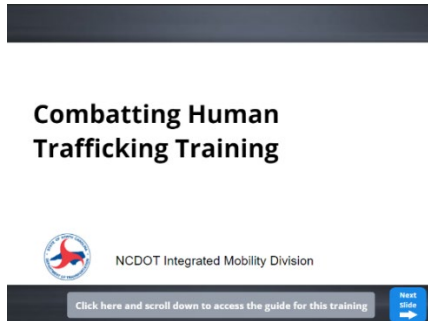 Combatting Human
Trafficking Training
NCDOT Integrated Mobility Division
Click here and scroll down to access the guide for this training
Next
Slide